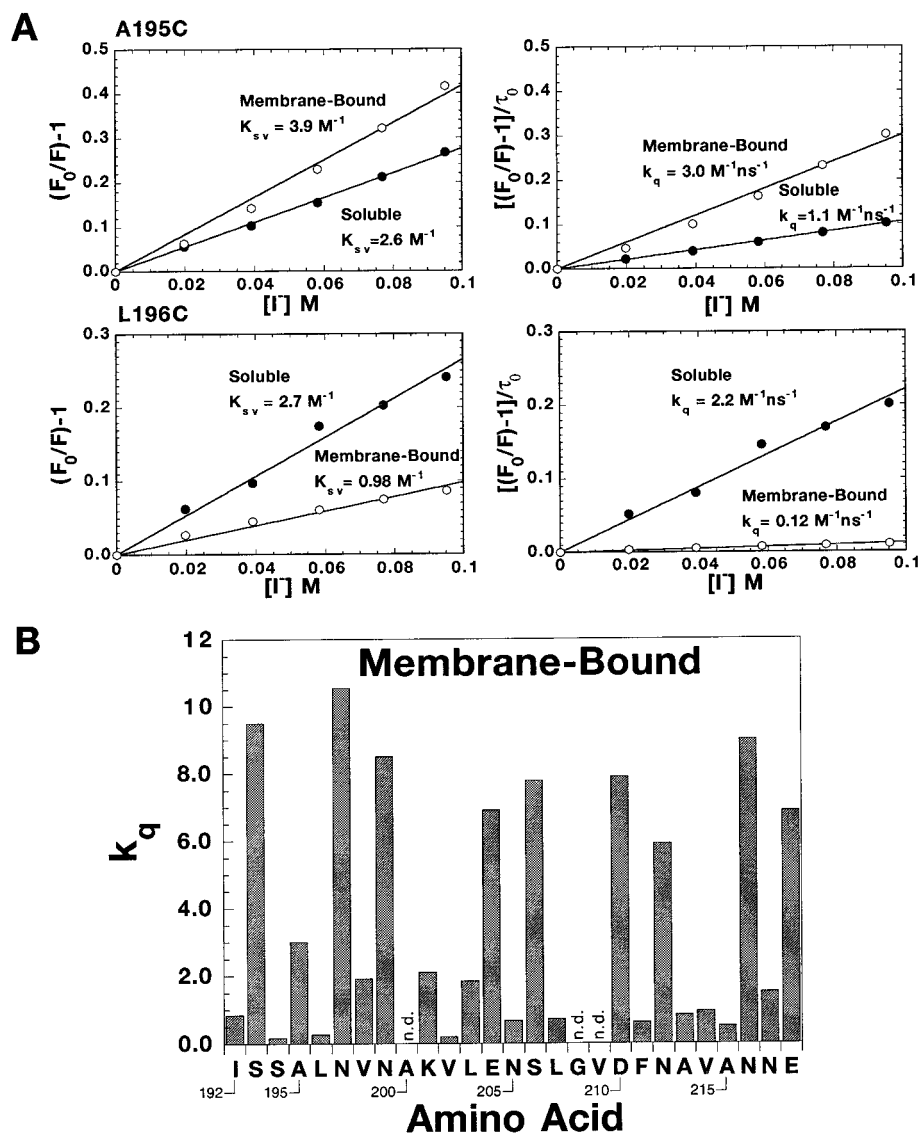 A
A195C
(F0/F)-1
0.5
0.4
0.3
0.2
0.1
0.0
Membrane-Bound
Ksv = 3.9 M-1
Soluble
Ksv=2.6 M-1
0 0.02 0.04 0.06 0.08 0.1
[I-] M
[(F0/F)-1]/τ0
0.5
0.4
0.3
0.2
0.1
0.0
Membrane-Bound
kq = 3.0 M-1ns-1
Soluble
kq=1.1 M-1ns-1
0 0.02 0.04 0.06 0.08 0.1
[I-] M
L196C
(F0/F)-1
0.3
0.2
0.1
0.0
Soluble
Ksv = 2.7 M-1
Membrane-Bound
Ksv= 0.98 M-1
0 0.02 0.04 0.06 0.08 0.1
[I-] M
[(F0/F)-1]/τ0
0.3
0.2
0.1
0.0
Soluble
kq = 2.2 M-1ns-1
Membrane-Bound
kq= 0.12 M-1ns-1
0 0.02 0.04 0.06 0.08 0.1
[I-] M
B
Membrane-Bound
kq
12
10
8.0
6.0
4.0
2.0
0.0
n.d.
n.d.
n.d.
I S S A L N V N A K V L E N S L G V D F N A V A N N E
192 195 200 205 210 215
Amino Acid